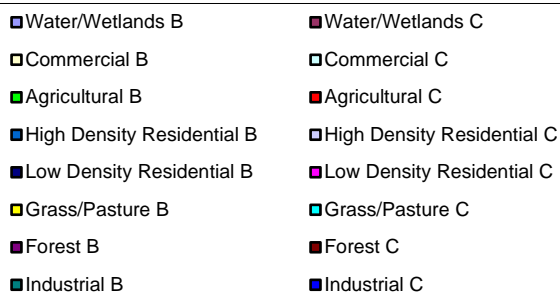 Water/Wetlands B Water/Wetlands C
Commercial B Commercial C
Agricultural B Agricultural C
High Density Residential B High Density Residential C
Low Density Residential B Low Density Residential C
Grass/Pasture B Grass/Pasture C
Forest B Forest C
Industrial B Industrial C